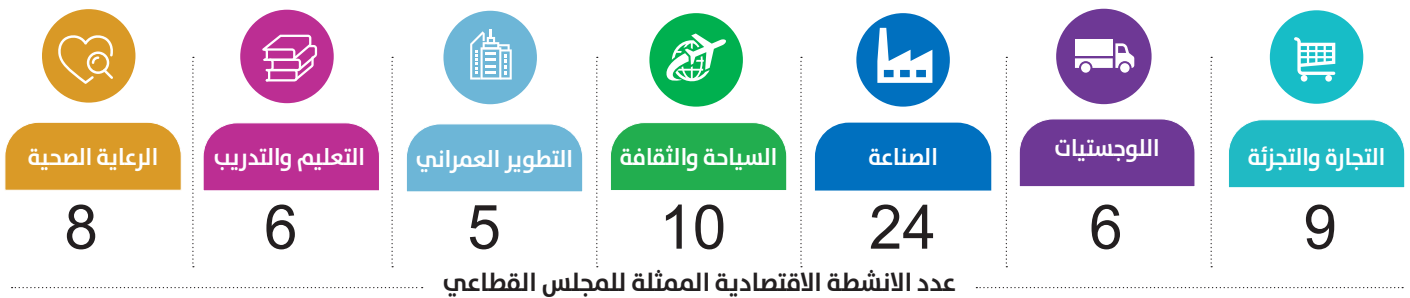 التجارة والتجزئة
9
اللوجستيات
6
الصناعة
24
السياحة والثقافة
10
التطوير العمراني
5
التعليم والتدريب
6
الرعاية الصحية
8
عدد الانشطة الاقتصادية الممثلة للمجلس القطاعي